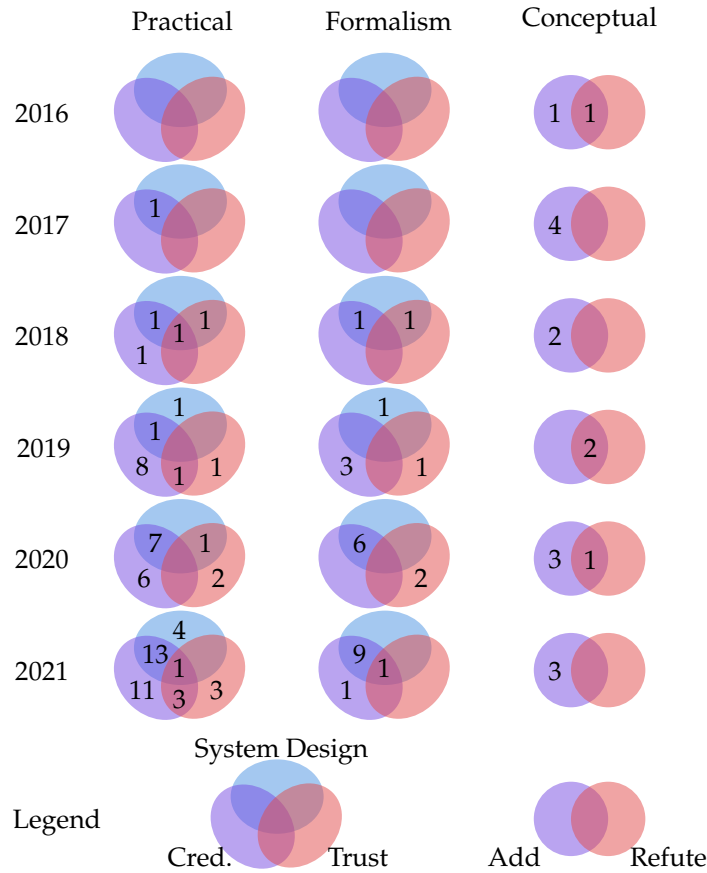 Practical Formalism Conceptual
2016 1 1
2017 1 4
2018 1 1 1 1 1 1 2
2019 1 1 8 1 1 1 3 1 2
2020 7 1 6 2 6 2 3 1
2021 4 13 1 11 3 3 9 1 1 3
System Design
Legend
Cred. Trust Add Refute